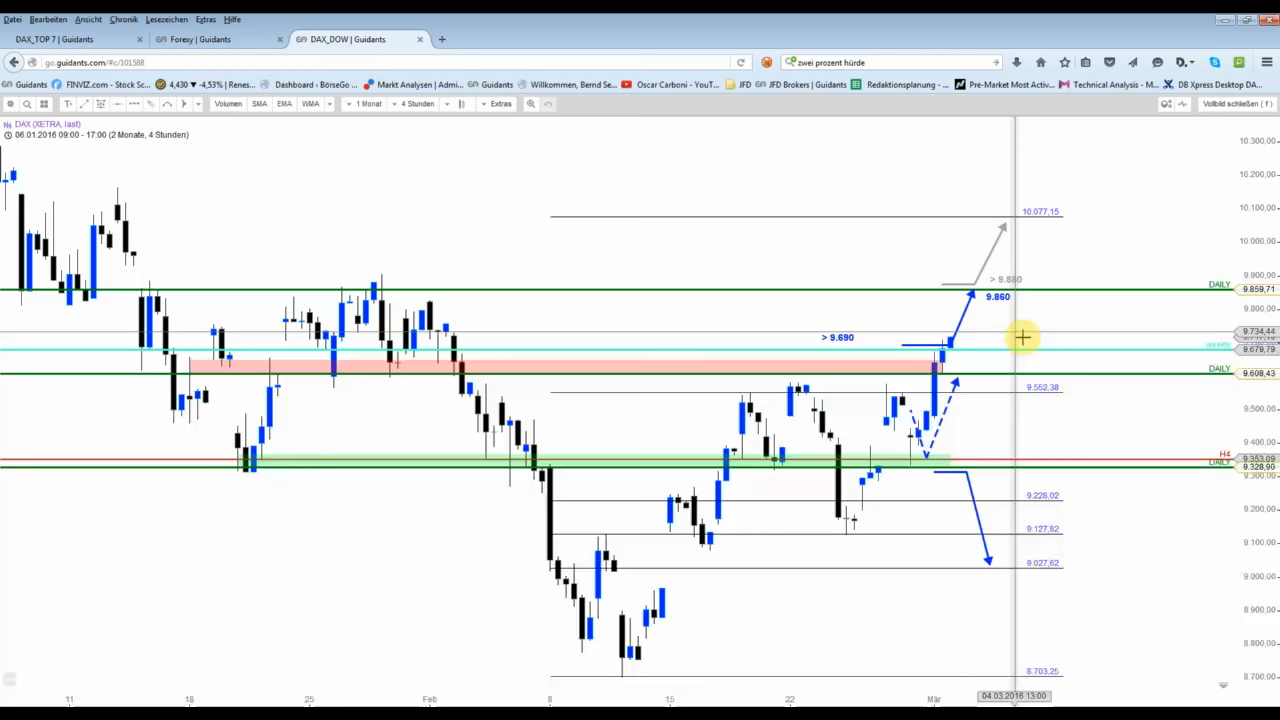 Datei Bearbeiten Ansicht Chronik Lesezeichen Extras Hilfe
DAX_TOP 7 | Guidants × Forexy | Guidants × DAX_DOW | Guidants × +
go.guidants.com/#c/101588 zwei prozent hürde
Guidants FINVIZ.com - Stock Sc... 4,430 ▼ -4,53% | Renes... Dashboard ‹ BörseGo ... Markt Analysen | Admi... Guidants Willkommen, Bernd Se... Oscar Carboni - YouT... JFD JFD Brokers | Guidants Redaktionsplanung - ... Pre-Market Most Activ... Technical Analysis - M... DB Xpress Desktop DA...
Volumen SMA EMA WMA 1 Monat 4 Stunden Extras Vollbild schließen ( f )
DAX (XETRA, last)
06.01.2016 09:00 - 17:00 (2 Monate, 4 Stunden)
10.300,00
10.200,00
10.100,00
10.077,15
10.000,00
9.900,00
> 9.880
DAILY 9.859,71
9.860
9.734,44
> 9.690
weekly 9.679,79
DAILY 9.608,43
9.552,38
9.500,00
9.400,00
H4 9.353,09
DAILY 9.328,90
9.300,00
9.228,02
9.200,00
9.127,82
9.100,00
9.027,62
9.000,00
8.900,00
8.800,00
8.703,25
8.700,00
11 18 25 Feb 8 15 22 Mär 04.03.2016 13:00